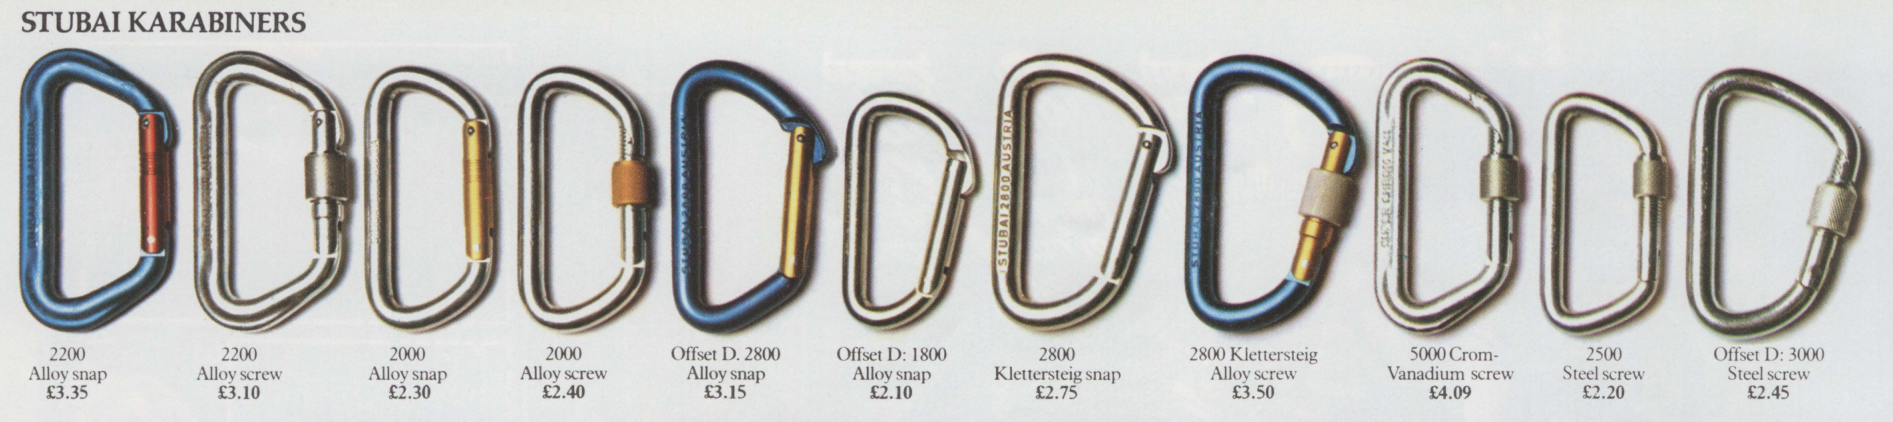 STUBAI KARABINERS
2200
Alloy snap
£3.35
2200
Alloy screw
£3.10
2000
Alloy snap
£2.30
2000
Alloy screw
£2.40
Offset D. 2800
Alloy snap
£3.15
Offset D: 1800
Alloy snap
£2.10
STUBAI 2800 AUSTRIA
2800
Klettersteig snap
£2.75
STUBAI 2800 AUSTRIA
2800 Klettersteig
Alloy screw
£3.50
5000 Crom-
Vanadium screw
£4.09
2500
Steel screw
£2.20
Offset D: 3000
Steel screw
£2.45